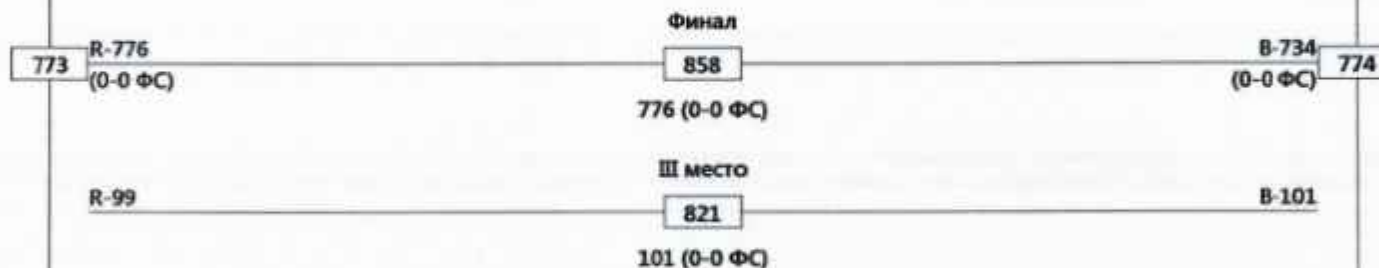 Финал
773 R-776 858 B-734 774
(0-0 ФС) (0-0 ФС)
776 (0-0 ФС)
III место
R-99 821 B-101
101 (0-0 ФС)